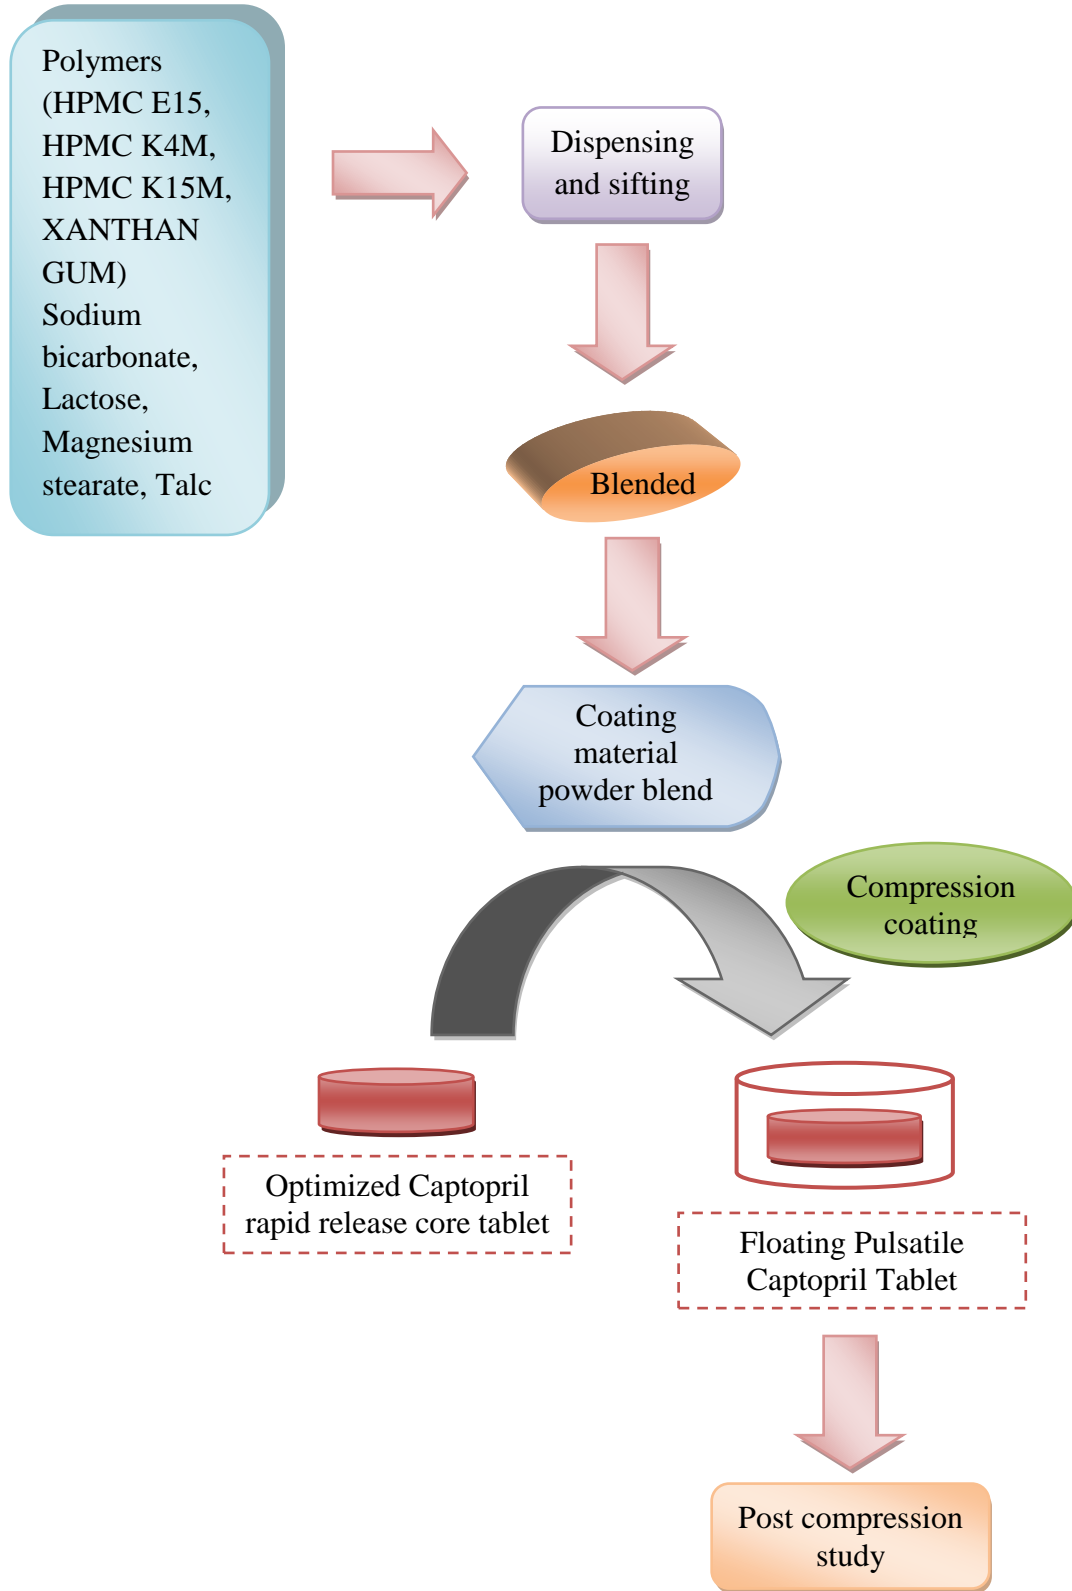 Polymers
(HPMC E15,
HPMC K4M,
HPMC K15M,
XANTHAN
GUM)
Sodium
bicarbonate,
Lactose,
Magnesium
stearate, Talc
Dispensing
and sifting
Blended
Coating
material
powder blend
Compression
coating
Optimized Captopril
rapid release core tablet
Floating Pulsatile
Captopril Tablet
Post compression
study